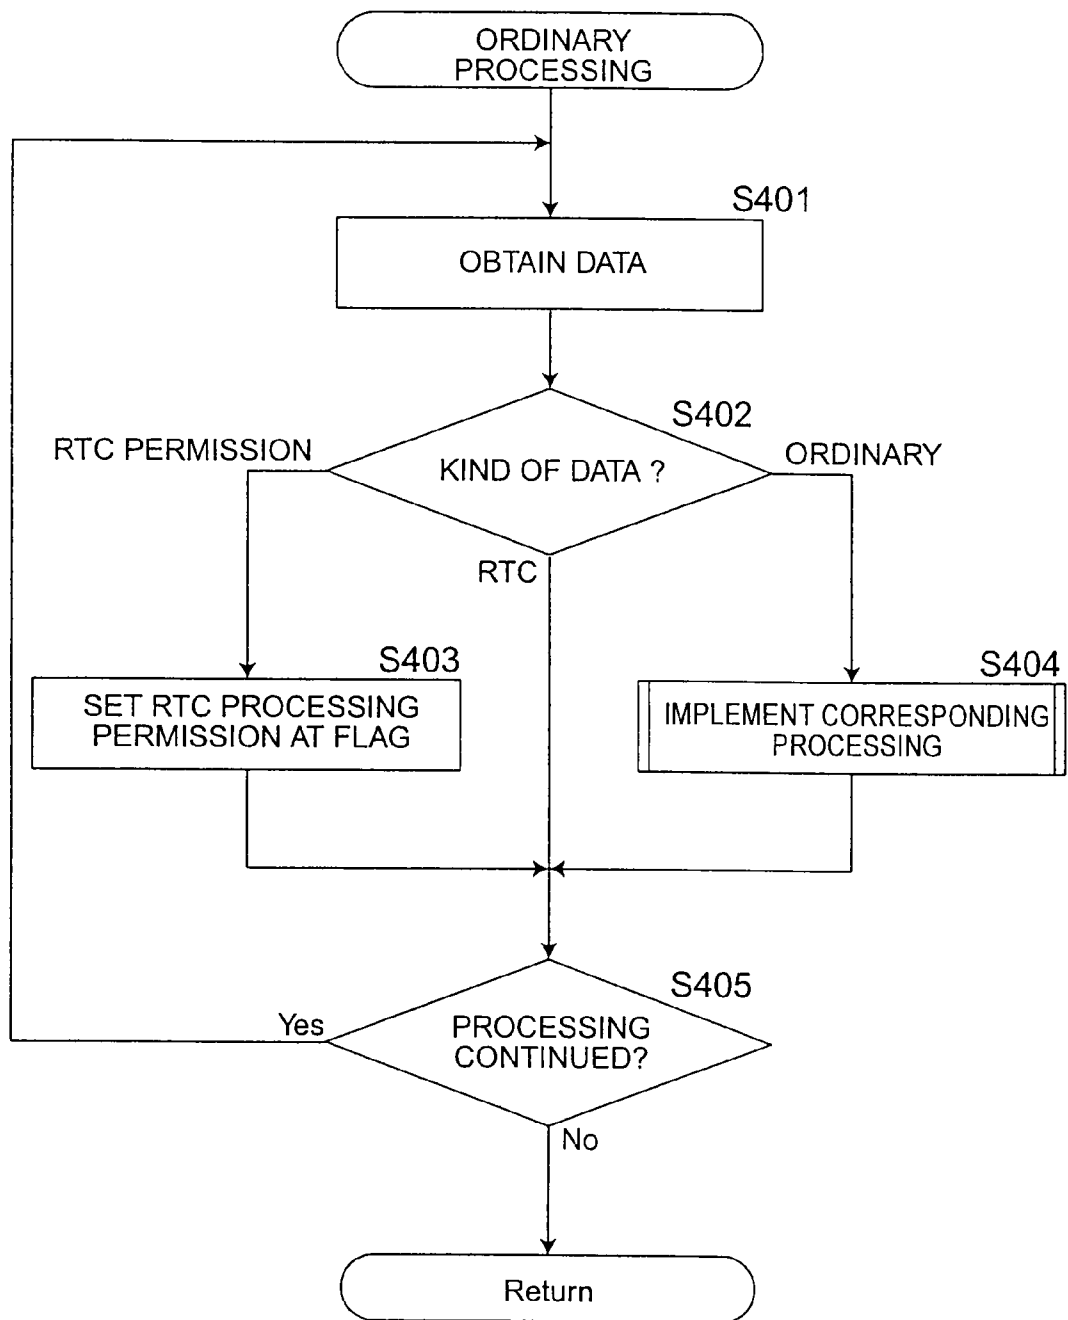 ORDINARY
PROCESSING
S401
OBTAIN DATA
S402
RTC PERMISSION
KIND OF DATA ?
ORDINARY
RTC
S403
SET RTC PROCESSING
PERMISSION AT FLAG
S404
IMPLEMENT CORRESPONDING
PROCESSING
S405
Yes
PROCESSING
CONTINUED?
No
Return